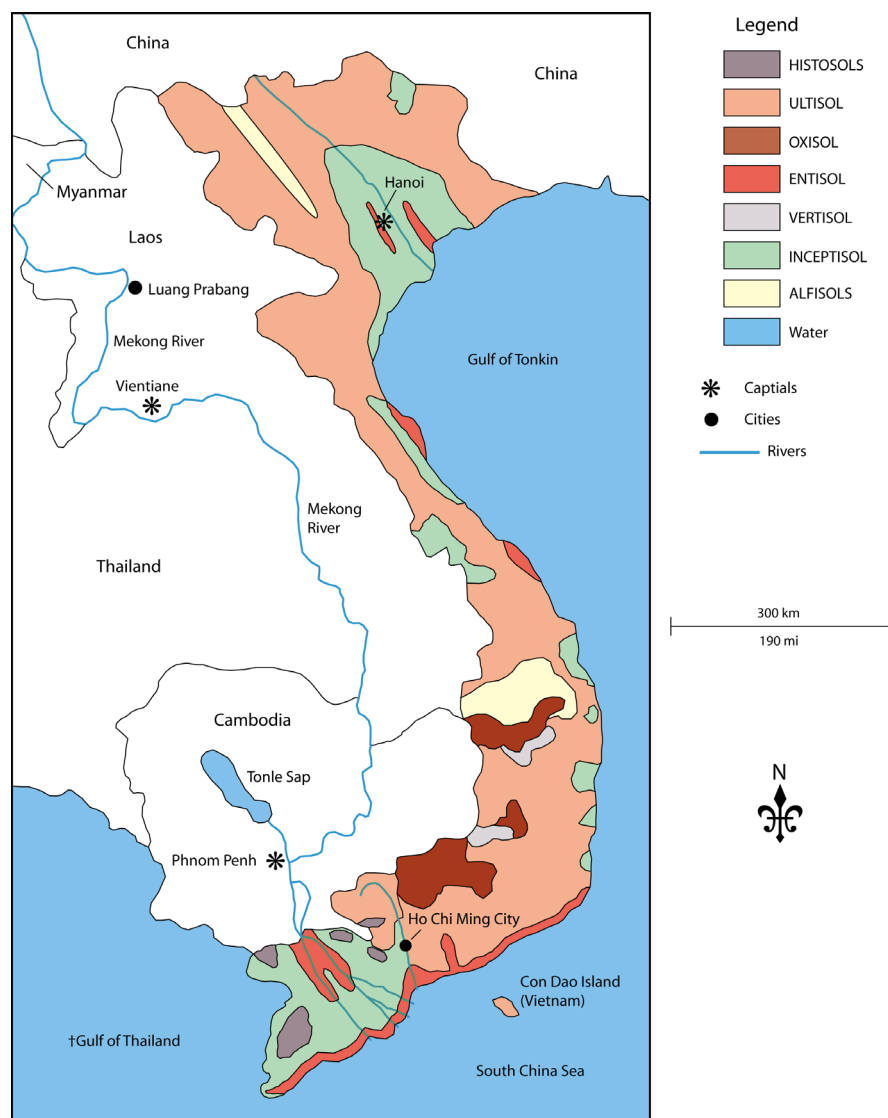 China
China
Myanmar
Hanoi
Laos
Luang Prabang
Mekong River
Gulf of Tonkin
Vientiane
Mekong
River
Thailand
Cambodia
Tonle Sap
Phnom Penh
Ho Chi Ming City
Con Dao Island
(Vietnam)
†Gulf of Thailand
South China Sea
Legend
HISTOSOLS
ULTISOL
OXISOL
ENTISOL
VERTISOL
INCEPTISOL
ALFISOLS
Water
Captials
Cities
Rivers
300 km
190 mi
N